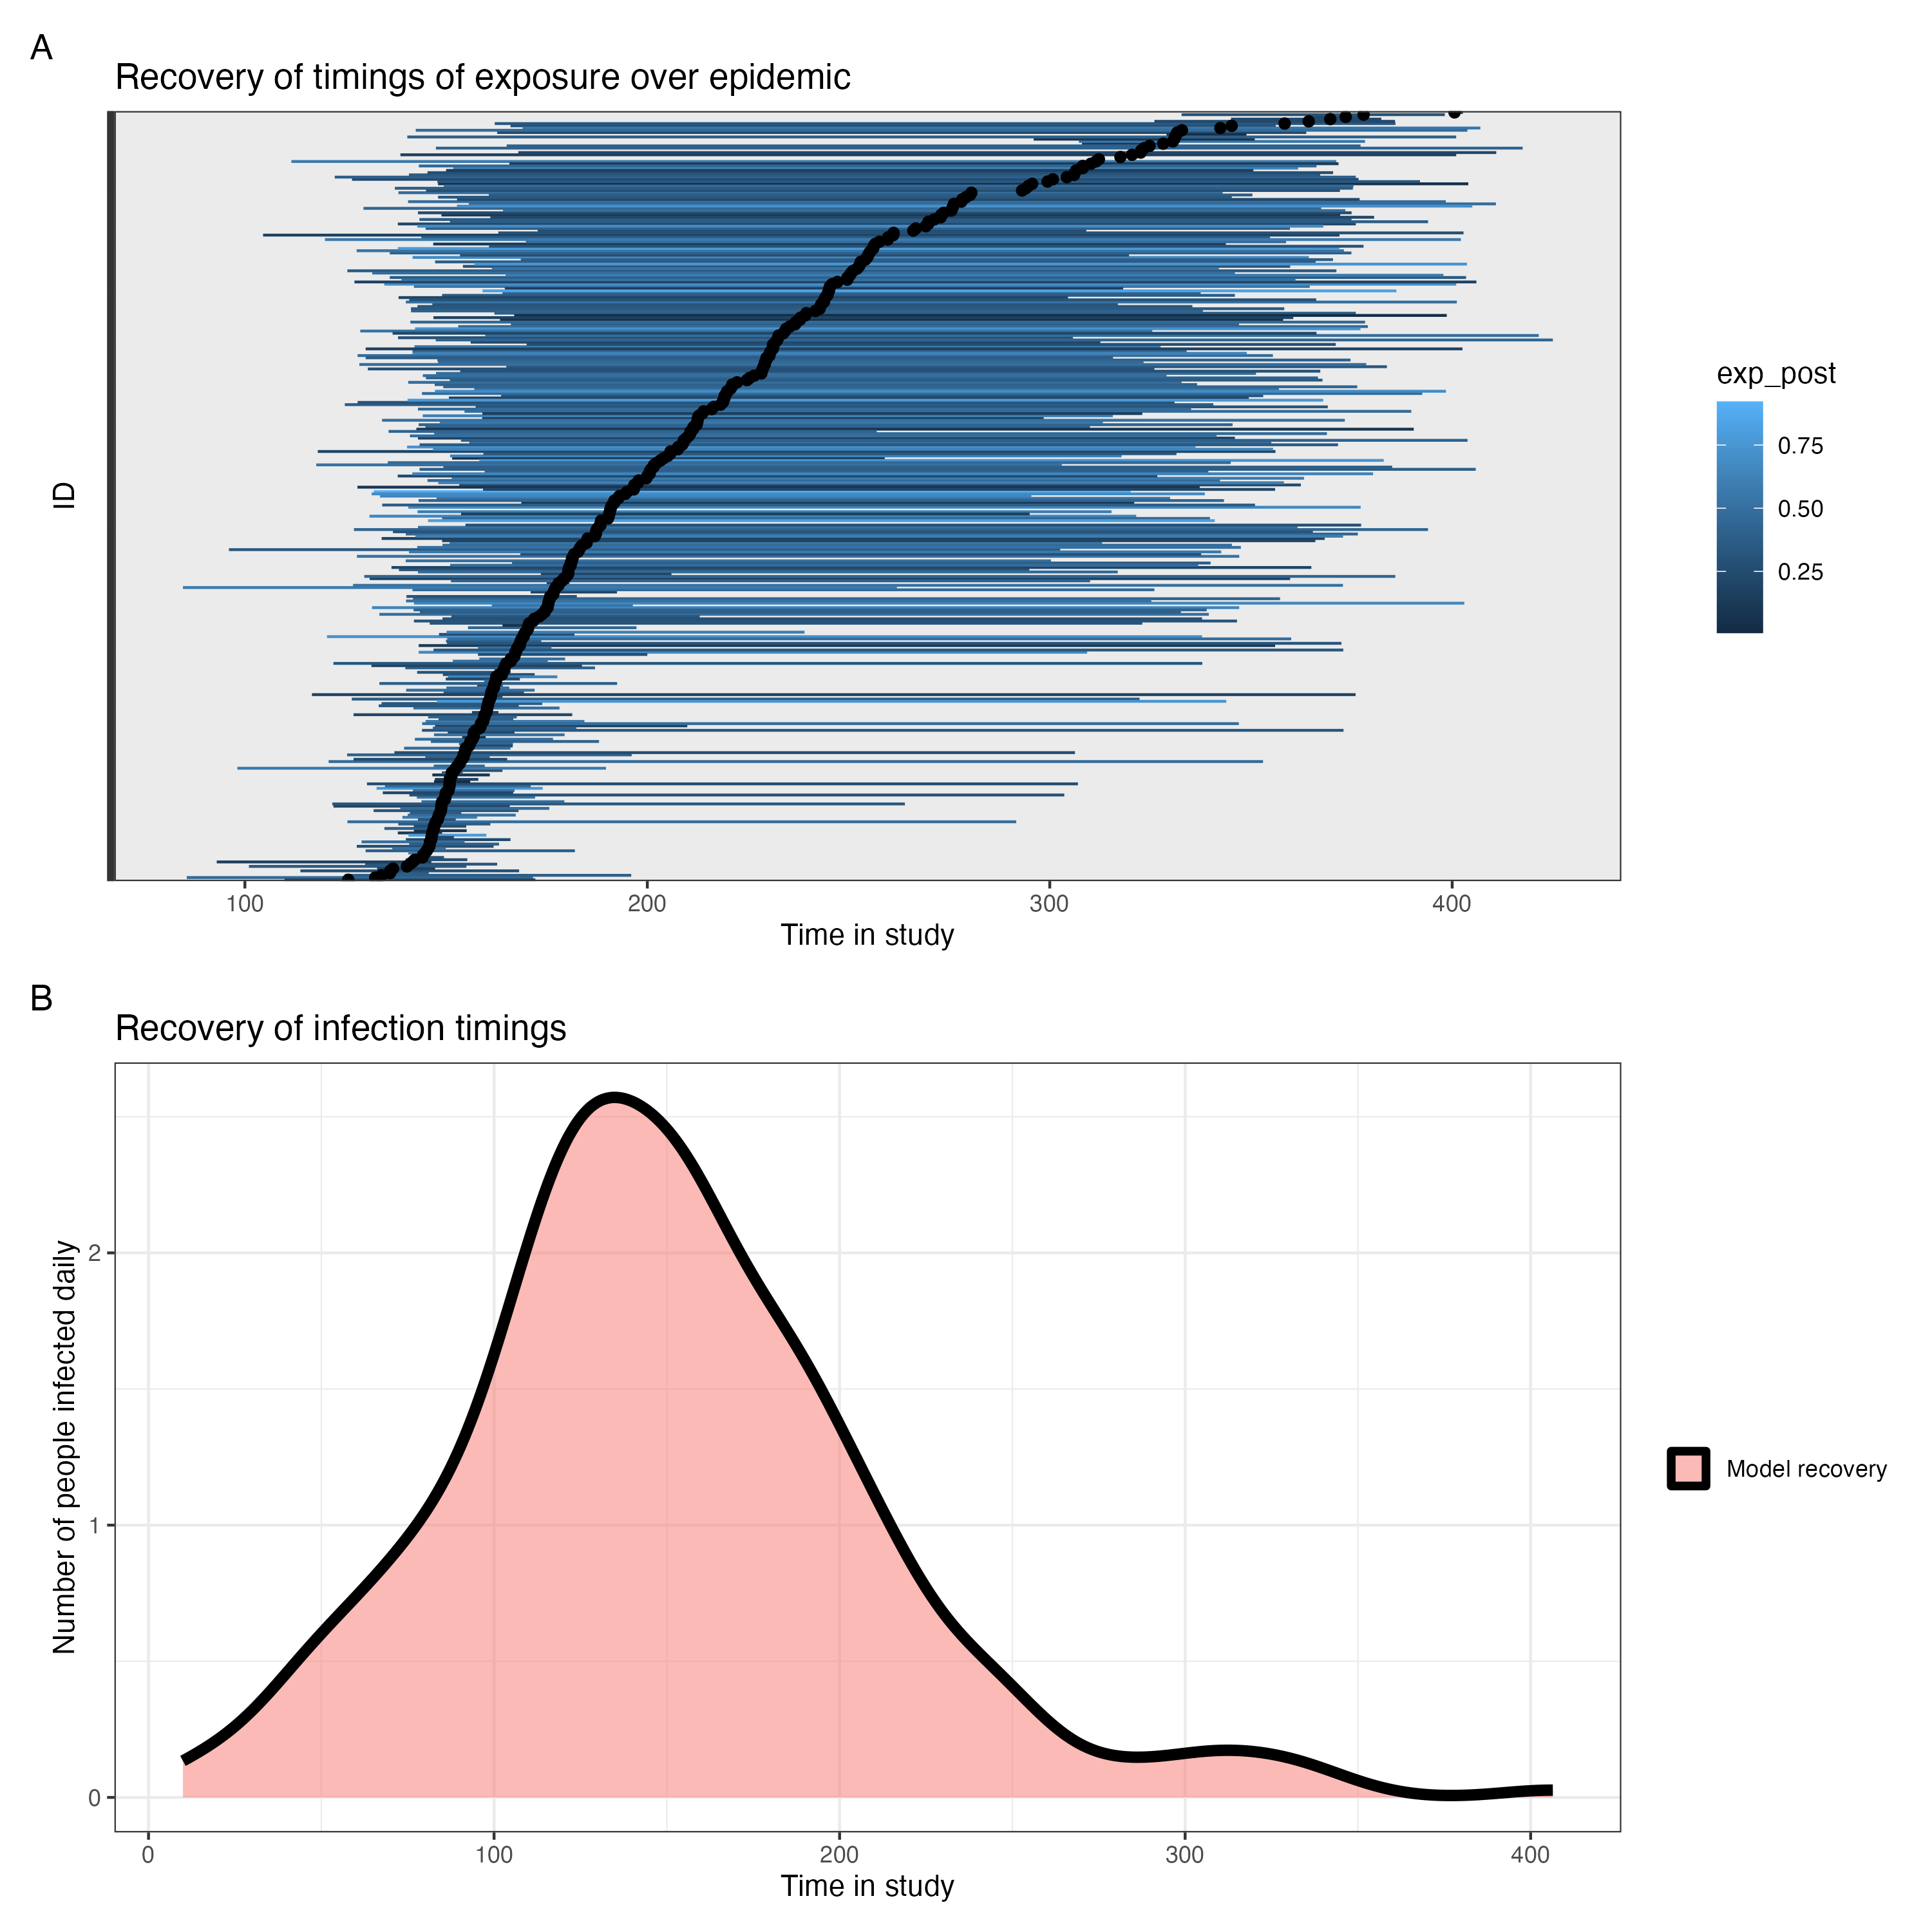 A
Recovery of timings of exposure over epidemic
ID
100 200 300 400
Time in study
exp_post
0.75
0.50
0.25
B
Recovery of infection timings
Number of people infected daily
2
1
0
0 100 200 300 400
Time in study
Model recovery